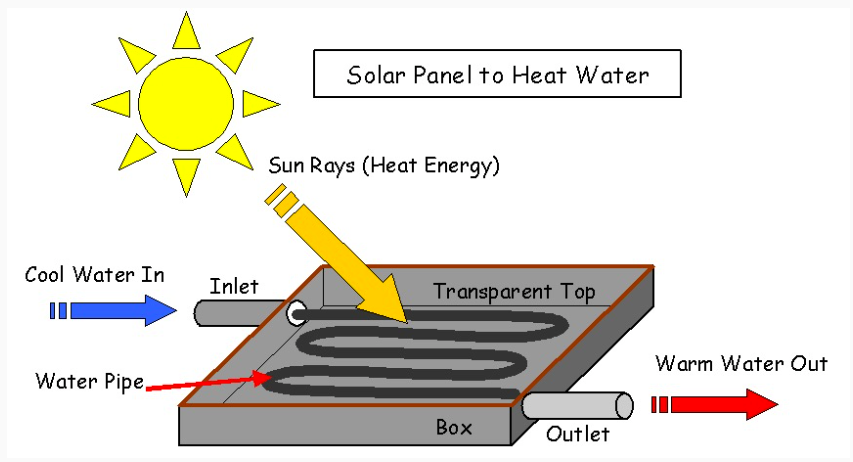 Solar Panel to Heat Water
Sun Rays (Heat Energy)
Cool Water In
Inlet
Transparent Top
Water Pipe
Warm Water Out
Box
Outlet